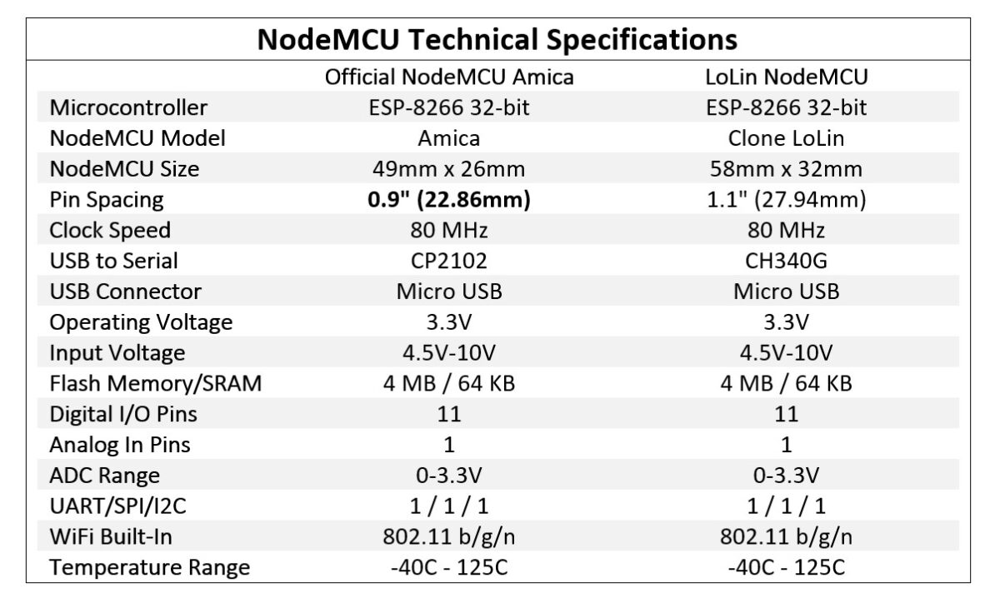 NodeMCU Technical Specifications
Official NodeMCU Amica LoLin NodeMCU
Microcontroller ESP-8266 32-bit ESP-8266 32-bit
NodeMCU Model Amica Clone LoLin
NodeMCU Size 49mm x 26mm 58mm x 32mm
Pin Spacing 0.9" (22.86mm) 1.1" (27.94mm)
Clock Speed 80 MHz 80 MHz
USB to Serial CP2102 CH340G
USB Connector Micro USB Micro USB
Operating Voltage 3.3V 3.3V
Input Voltage 4.5V-10V 4.5V-10V
Flash Memory/SRAM 4 MB / 64 KB 4 MB / 64 KB
Digital I/O Pins 11 11
Analog In Pins 1 1
ADC Range 0-3.3V 0-3.3V
UART/SPI/I2C 1 / 1 / 1 1 / 1 / 1
WiFi Built-In 802.11 b/g/n 802.11 b/g/n
Temperature Range -40C - 125C -40C - 125C